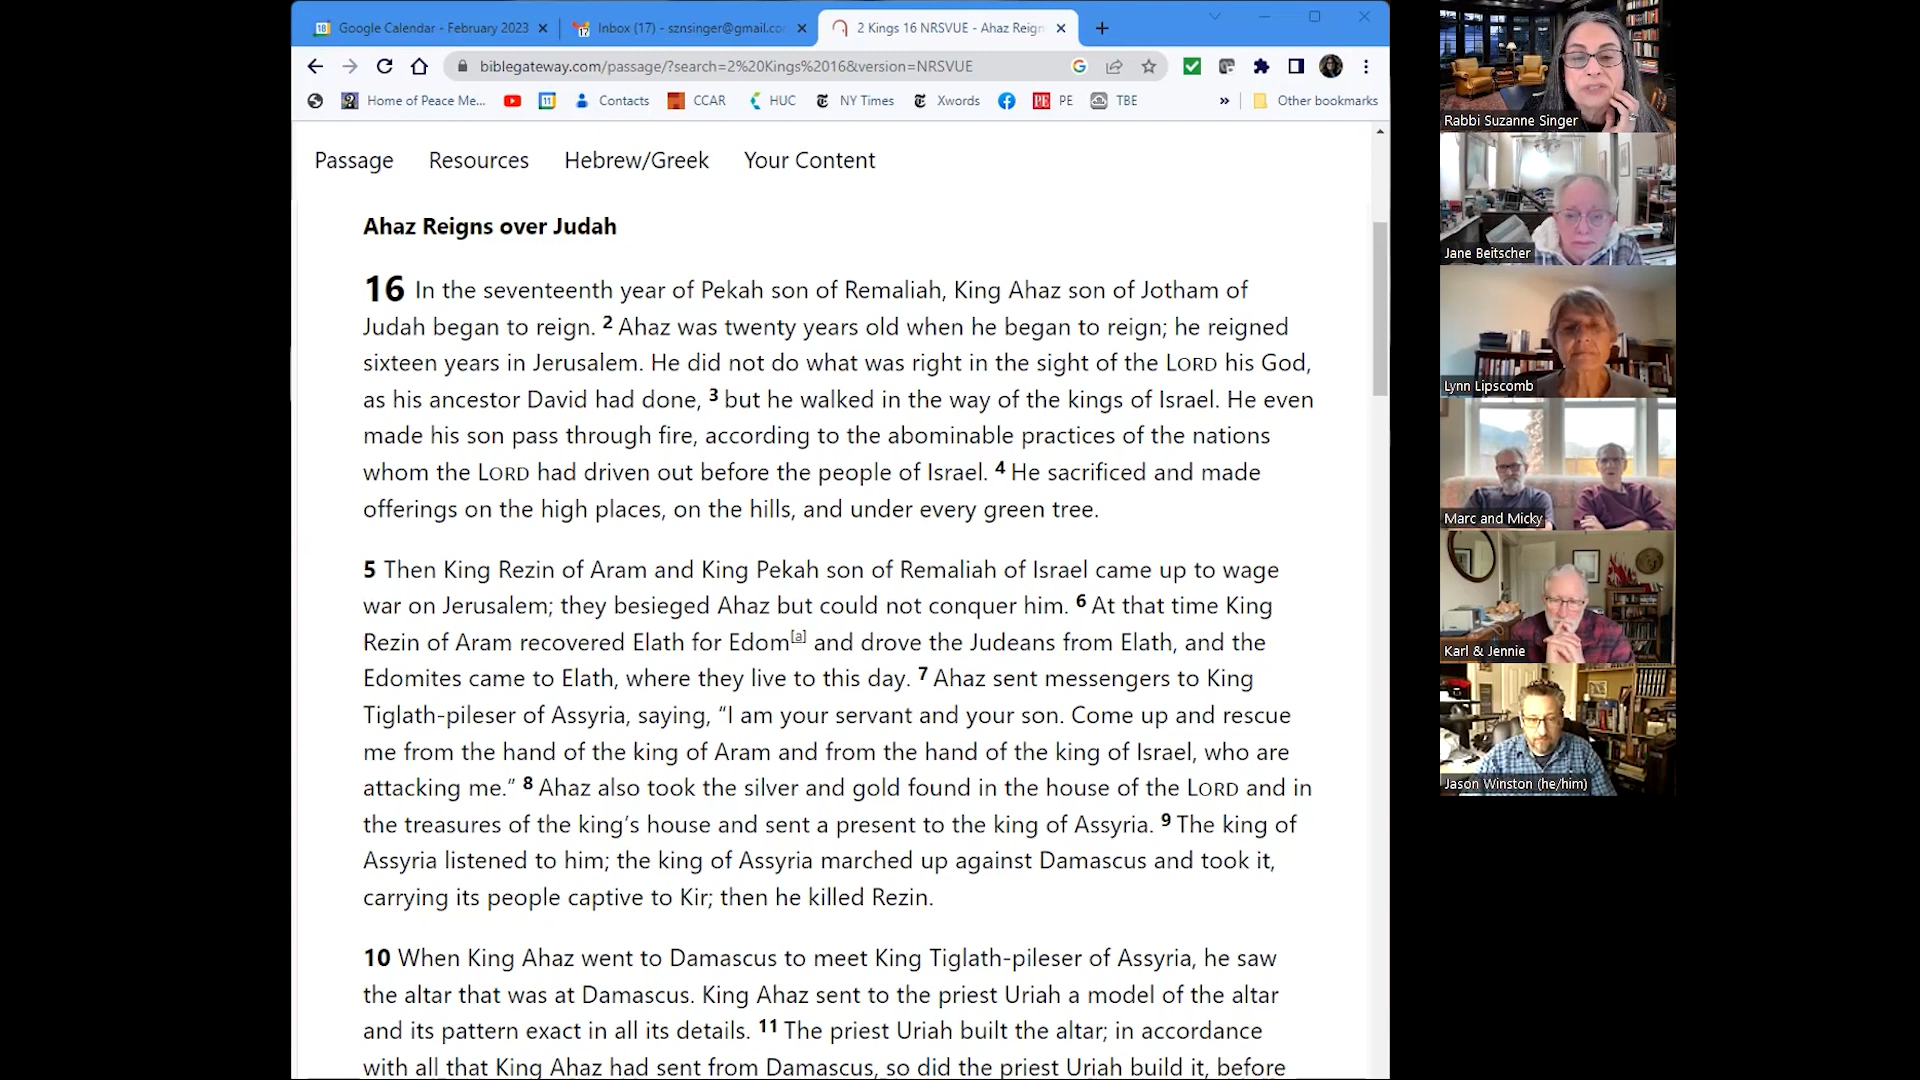 Google Calendar - February 2023
Inbox (17) - sznsinger@gmail.co
2 Kings 16 NRSVUE - Ahaz Reign
biblegateway.com/passage/?search=2%20Kings%2016&version=NRSVUE
Home of Peace Me... Contacts CCAR HUC NY Times Xwords PE PE TBE » Other bookmarks
Passage Resources Hebrew/Greek Your Content
Ahaz Reigns over Judah
16 In the seventeenth year of Pekah son of Remaliah, King Ahaz son of Jotham of
Judah began to reign. 2 Ahaz was twenty years old when he began to reign; he reigned
sixteen years in Jerusalem. He did not do what was right in the sight of the LORD his God,
as his ancestor David had done, 3 but he walked in the way of the kings of Israel. He even
made his son pass through fire, according to the abominable practices of the nations
whom the LORD had driven out before the people of Israel. 4 He sacrificed and made
offerings on the high places, on the hills, and under every green tree.
5 Then King Rezin of Aram and King Pekah son of Remaliah of Israel came up to wage
war on Jerusalem; they besieged Ahaz but could not conquer him. 6 At that time King
Rezin of Aram recovered Elath for Edom[a] and drove the Judeans from Elath, and the
Edomites came to Elath, where they live to this day. 7 Ahaz sent messengers to King
Tiglath-pileser of Assyria, saying, “I am your servant and your son. Come up and rescue
me from the hand of the king of Aram and from the hand of the king of Israel, who are
attacking me.” 8 Ahaz also took the silver and gold found in the house of the LORD and in
the treasures of the king’s house and sent a present to the king of Assyria. 9 The king of
Assyria listened to him; the king of Assyria marched up against Damascus and took it,
carrying its people captive to Kir; then he killed Rezin.
10 When King Ahaz went to Damascus to meet King Tiglath-pileser of Assyria, he saw
the altar that was at Damascus. King Ahaz sent to the priest Uriah a model of the altar
and its pattern exact in all its details. 11 The priest Uriah built the altar; in accordance
with all that King Ahaz had sent from Damascus, so did the priest Uriah build it, before
Rabbi Suzanne Singer
Jane Beitscher
Lynn Lipscomb
Marc and Micky
Karl & Jennie
Jason Winston (he/him)